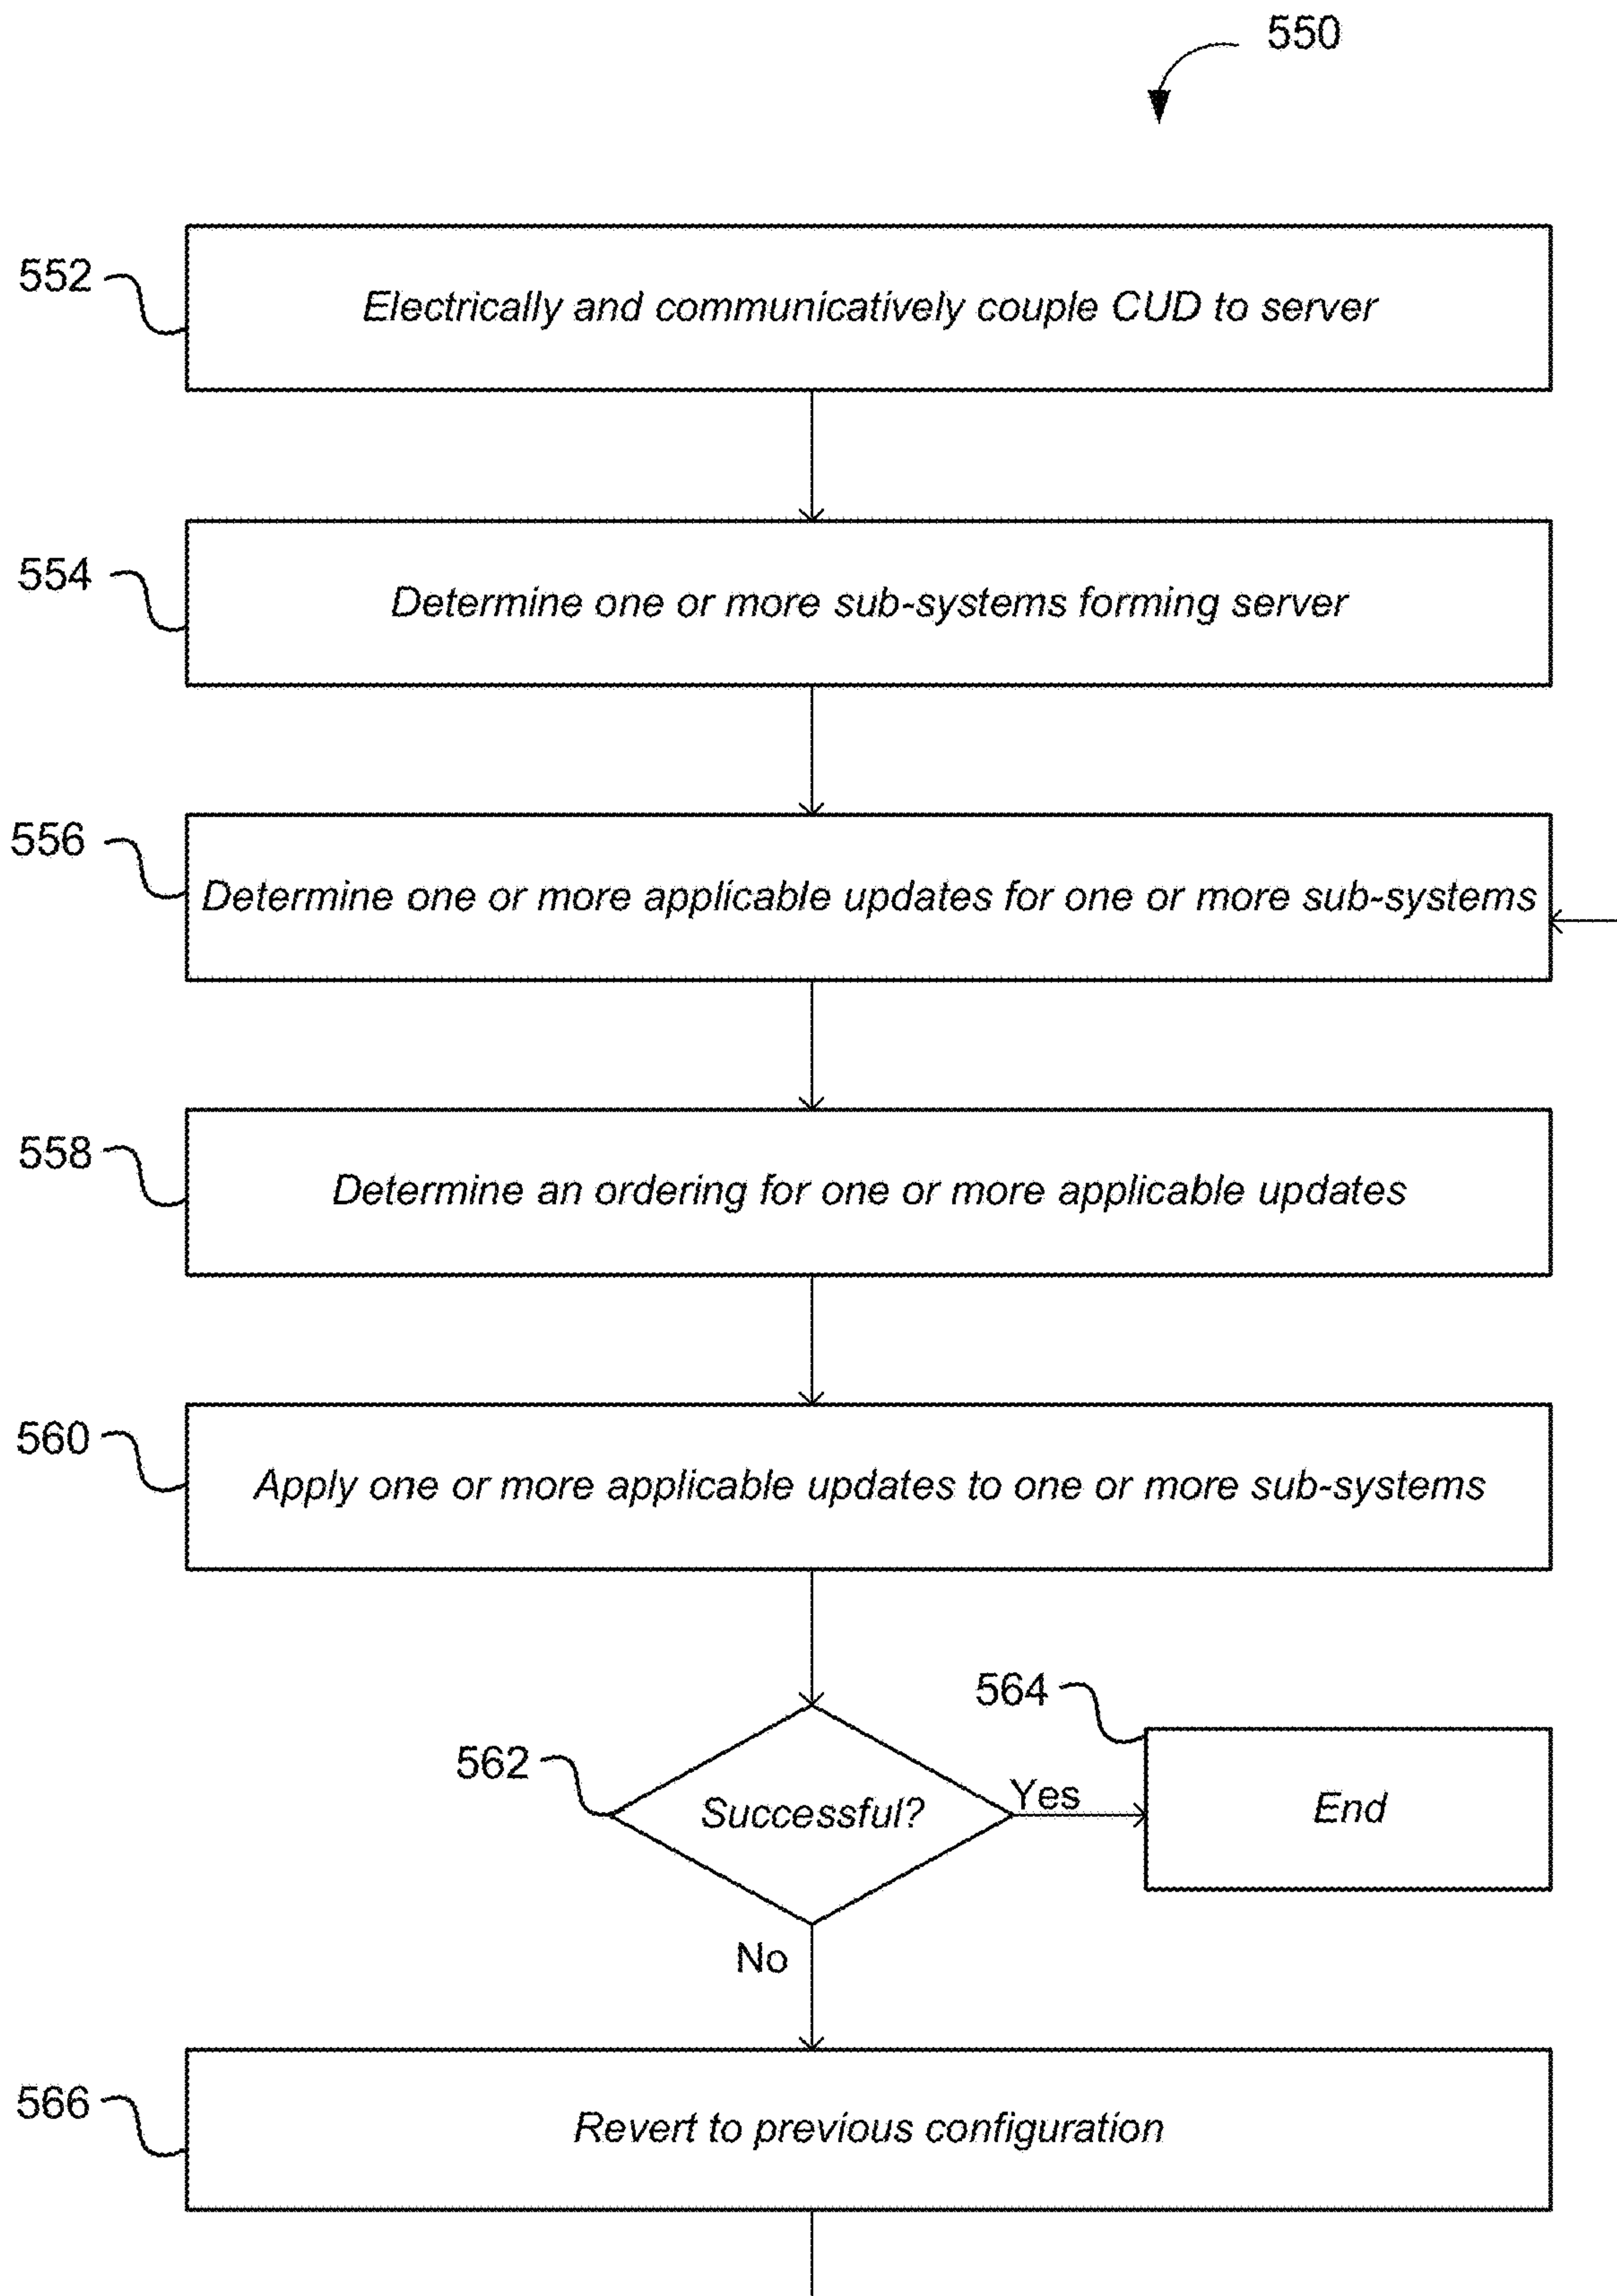 550
552
Electrically and communicatively couple CUD to server
554
Determine one or more sub-systems forming server
556
Determine one or more applicable updates for one or more sub-systems
558
Determine an ordering for one or more applicable updates
560
Apply one or more applicable updates to one or more sub-systems
564
562
Successful?
Yes
End
No
566
Revert to previous configuration